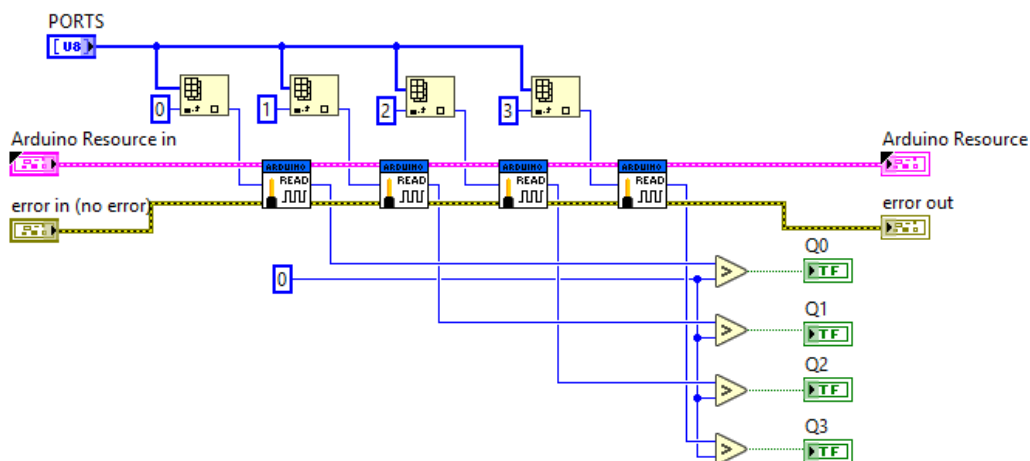 PORTS
[U8]
0
1
2
3
Arduino Resource in
Arduino Resource
ARDUINO ARDUINO ARDUINO ARDUINO
READ READ READ READ
error in (no error)
error out
Q0
0
>
TF
Q1
>
TF
Q2
>
TF
Q3
>
TF